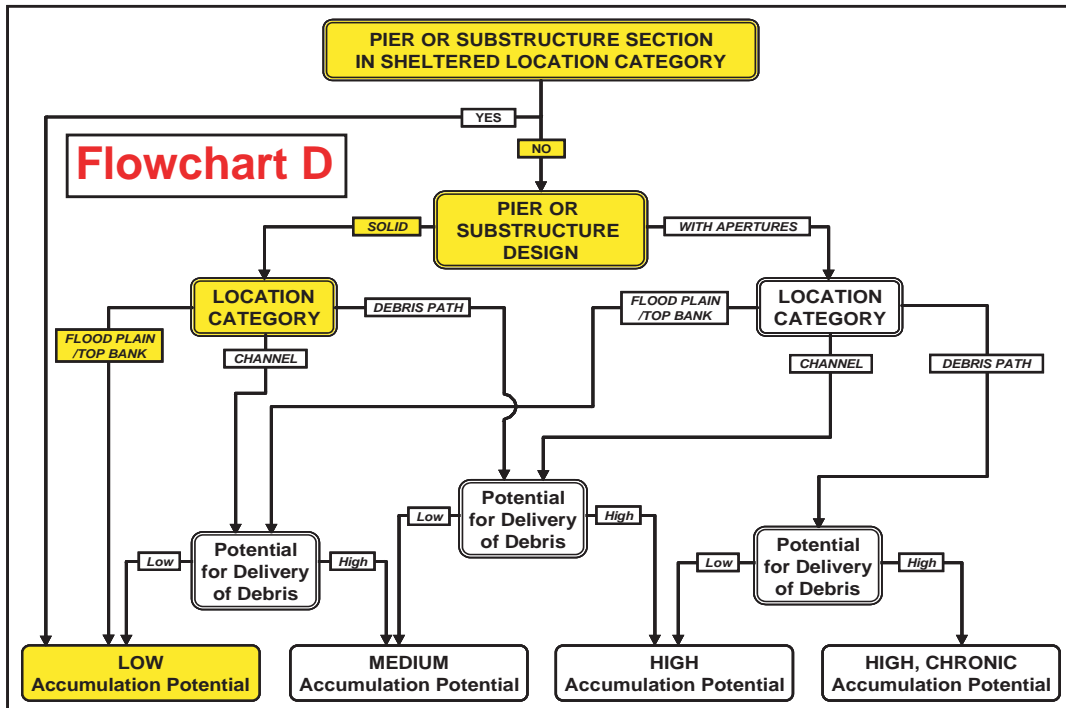 PIER OR SUBSTRUCTURE SECTION
IN SHELTERED LOCATION CATEGORY
YES
Flowchart D
NO
PIER OR
SUBSTRUCTURE
DESIGN
SOLID
WITH APERTURES
LOCATION
CATEGORY
DEBRIS PATH
FLOOD PLAIN
/TOP BANK
LOCATION
CATEGORY
FLOOD PLAIN
/TOP BANK
CHANNEL
CHANNEL
DEBRIS PATH
Potential
for Delivery
of Debris
Low
High
Potential
for Delivery
of Debris
Low
High
Potential
for Delivery
of Debris
Low
High
LOW
Accumulation Potential
MEDIUM
Accumulation Potential
HIGH
Accumulation Potential
HIGH, CHRONIC
Accumulation Potential